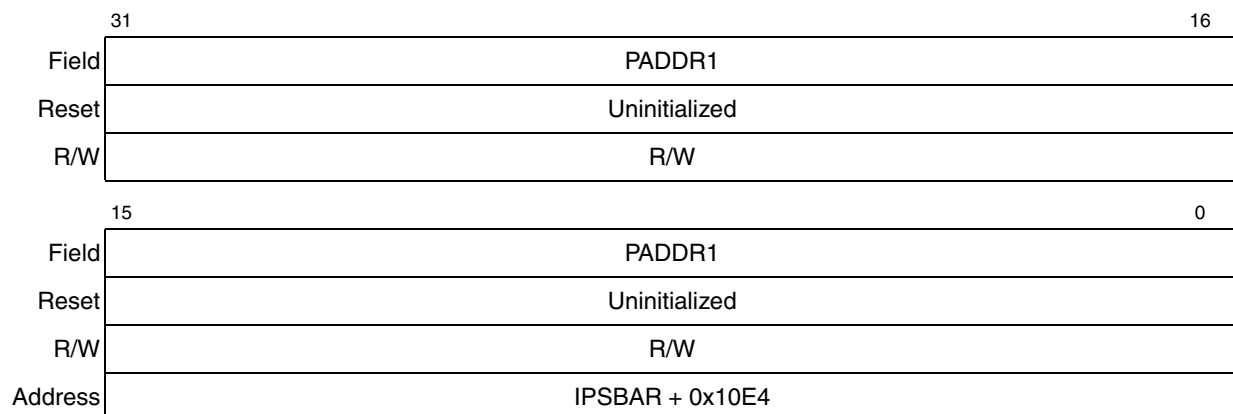 31 16
Field PADDR1
Reset Uninitialized
R/W R/W
15 0
Field PADDR1
Reset Uninitialized
R/W R/W
Address IPSBAR + 0x10E4